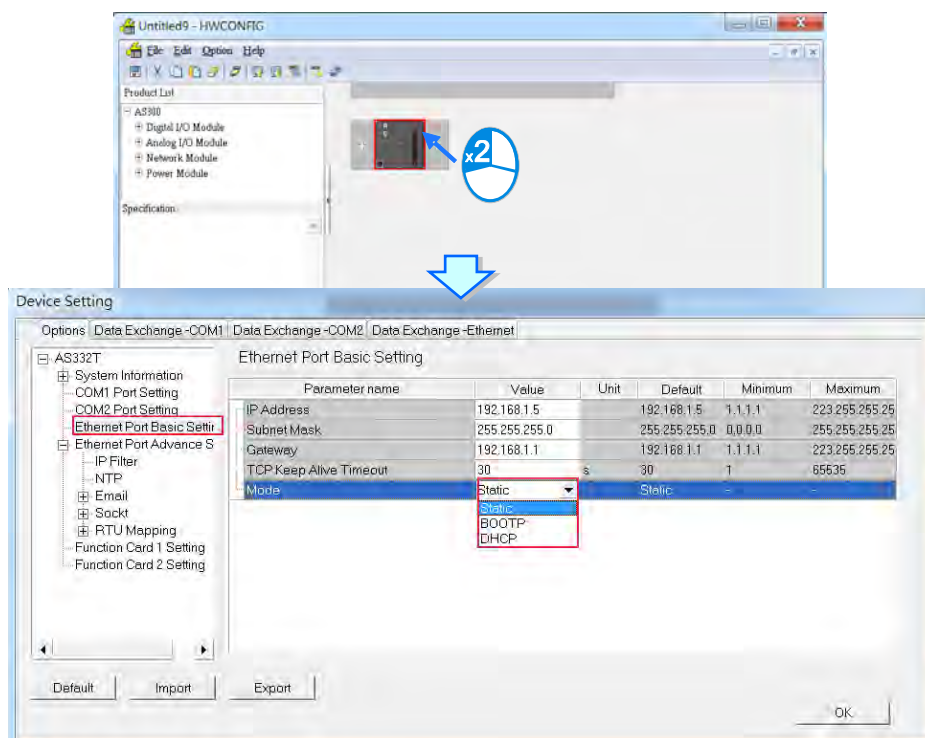 Untitled9 - HWCONFIG
File Edit Option Help
Product List
AS300
Digital I/O Module
Analog I/O Module
Network Module
Power Module
Specification
x2
Device Setting
Options Data Exchange -COM1 Data Exchange -COM2 Data Exchange -Ethernet
AS332T
System Information
COM1 Port Setting
COM2 Port Setting
Ethernet Port Basic Settir
Ethernet Port Advance S
IP Filter
NTP
Email
Sockt
RTU Mapping
Function Card 1 Setting
Function Card 2 Setting
Ethernet Port Basic Setting
Parameter name Value Unit Default Minimum Maximum
IP Address 192.168.1.5 192.168.1.5 1.1.1.1 223.255.255.25
Subnet Mask 255.255.255.0 255.255.255.0 0.0.0.0 255.255.255.25
Gateway 192.168.1.1 192.168.1.1 1.1.1.1 223.255.255.25
TCP Keep Alive Timeout 30 s 30 1 65535
Mode Static Static - -
Static
BOOTP
DHCP
Default Import Export
OK